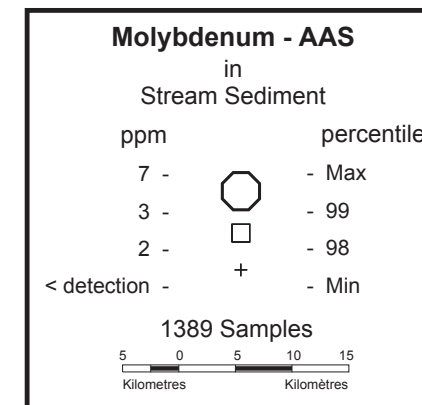 Molybdenum - AAS
in
Stream Sediment
ppm percentile
7 - - Max
3 - - 99
2 - - 98
< detection - - Min
1389 Samples
5 0 5 10 15
Kilometres Kilomètres